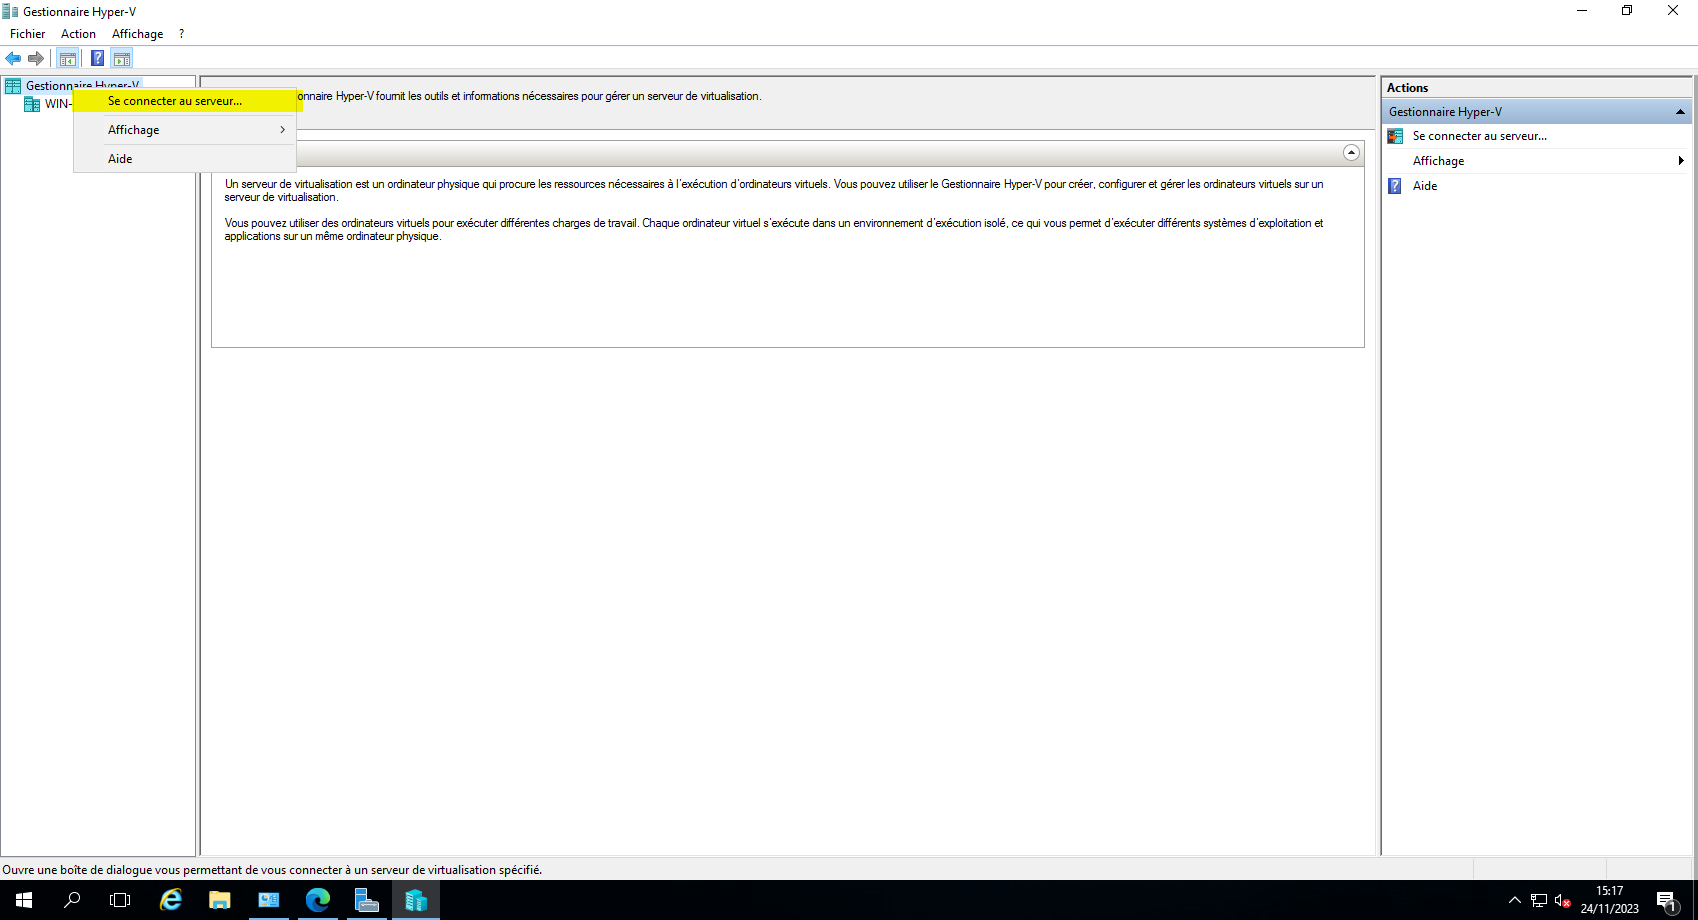 Gestionnaire Hyper-V
Fichier Action Affichage ?
Gestionnaire Hyper-V
WIN-
Se connecter au serveur...
Affichage
Aide
onnaire Hyper-V fournit les outils et informations nécessaires pour gérer un serveur de virtualisation.
Un serveur de virtualisation est un ordinateur physique qui procure les ressources nécessaires à l'exécution d'ordinateurs virtuels. Vous pouvez utiliser le Gestionnaire Hyper-V pour créer, configurer et gérer les ordinateurs virtuels sur un
serveur de virtualisation.
Vous pouvez utiliser des ordinateurs virtuels pour exécuter différentes charges de travail. Chaque ordinateur virtuel s'exécute dans un environnement d'exécution isolé, ce qui vous permet d'exécuter différents systèmes d'exploitation et
applications sur un même ordinateur physique.
Actions
Gestionnaire Hyper-V
Se connecter au serveur...
Affichage
? Aide
Ouvre une boîte de dialogue vous permettant de vous connecter à un serveur de virtualisation spécifié.
15:17
24/11/2023
1